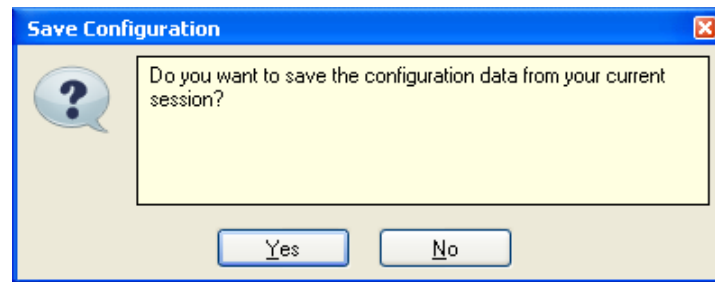 Save Configuration
Do you want to save the configuration data from your current
session?
Yes
No